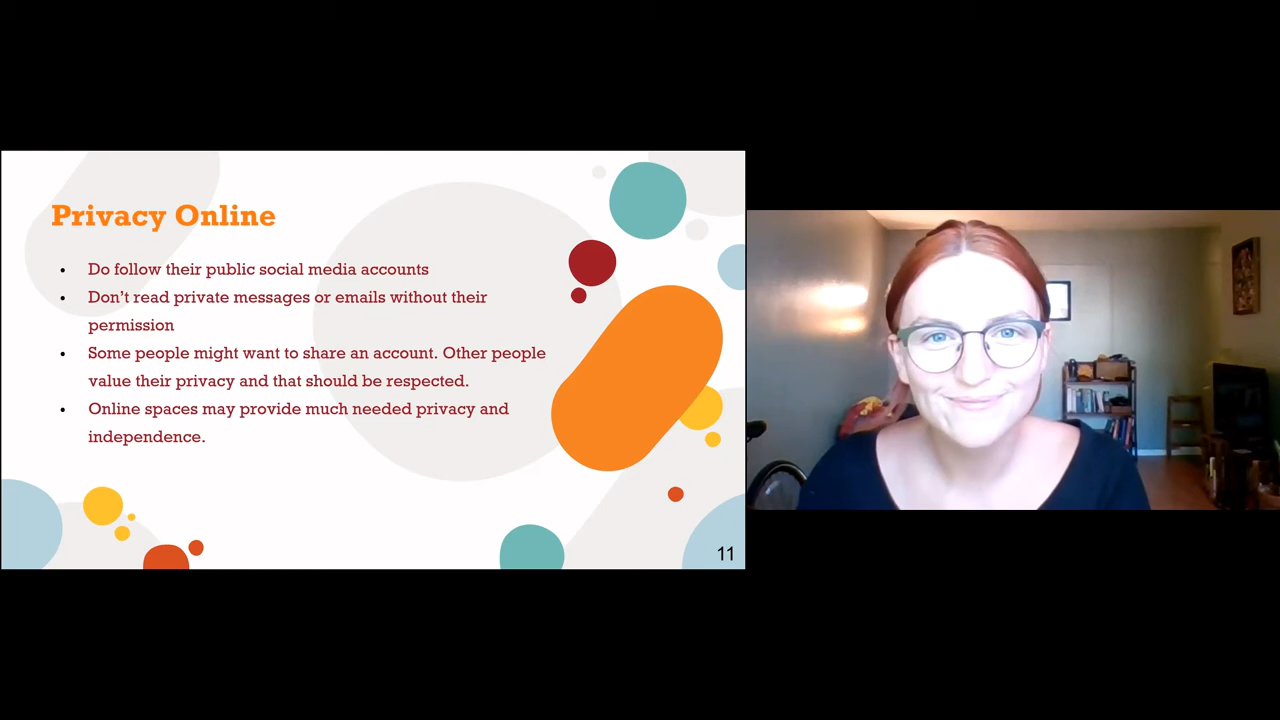 Privacy Online
• Do follow their public social media accounts
• Don't read private messages or emails without their
permission
• Some people might want to share an account. Other people
value their privacy and that should be respected.
• Online spaces may provide much needed privacy and
independence.
11